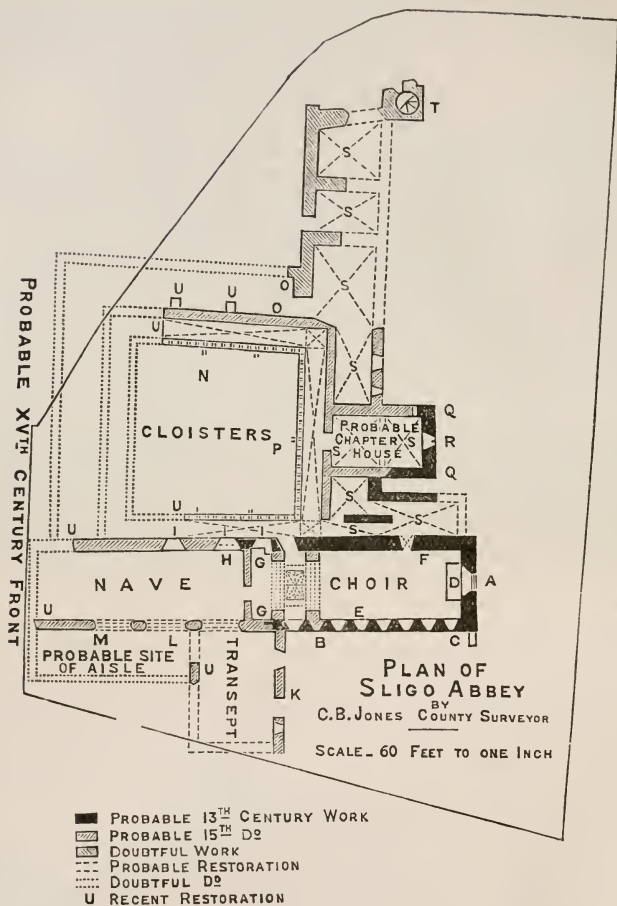 T
S
S
O
U
U
O
S
U
N
S
CLOISTERS
P
PROBABLE
CHAPTER S
HOUSE
S
Q
R
Q
PROBABLE XVTH CENTURY FRONT
U
S
S
U
I
I
I
H
G
F
NAVE
CHOIR
D
A
U
G
E
M
L
B
C
PROBABLE SITE
OF AISLE
U
TRANSEPT
K
PLAN OF
SLIGO ABBEY
BY
C.B. JONES COUNTY SURVEYOR
SCALE_ 60 FEET TO ONE INCH
PROBABLE 13TH CENTURY WORK
PROBABLE 15TH DO
DOUBTFUL WORK
PROBABLE RESTORATION
DOUBTFUL DO
U RECENT RESTORATION